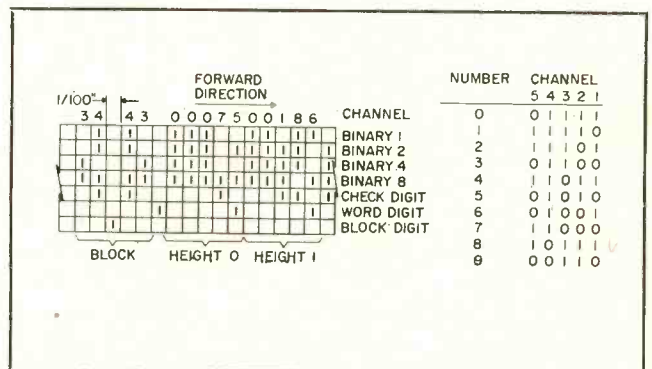 FORWARD
DIRECTION
1/100"
3 4 4 3 0 0 0 7 5 0 0 1 8 6
CHANNEL
BINARY 1
BINARY 2
BINARY 4
BINARY 8
CHECK DIGIT
WORD DIGIT
BLOCK DIGIT
BLOCK HEIGHT 0 HEIGHT 1
NUMBER CHANNEL
5 4 3 2 1
0 0 1 1 1 1
1 1 1 1 1 0
2 1 1 1 0 1
3 0 1 1 0 0
4 1 1 0 1 1
5 0 1 0 1 0
6 0 1 0 0 1
7 1 1 0 0 0
8 1 0 1 1 1
9 0 0 1 1 0